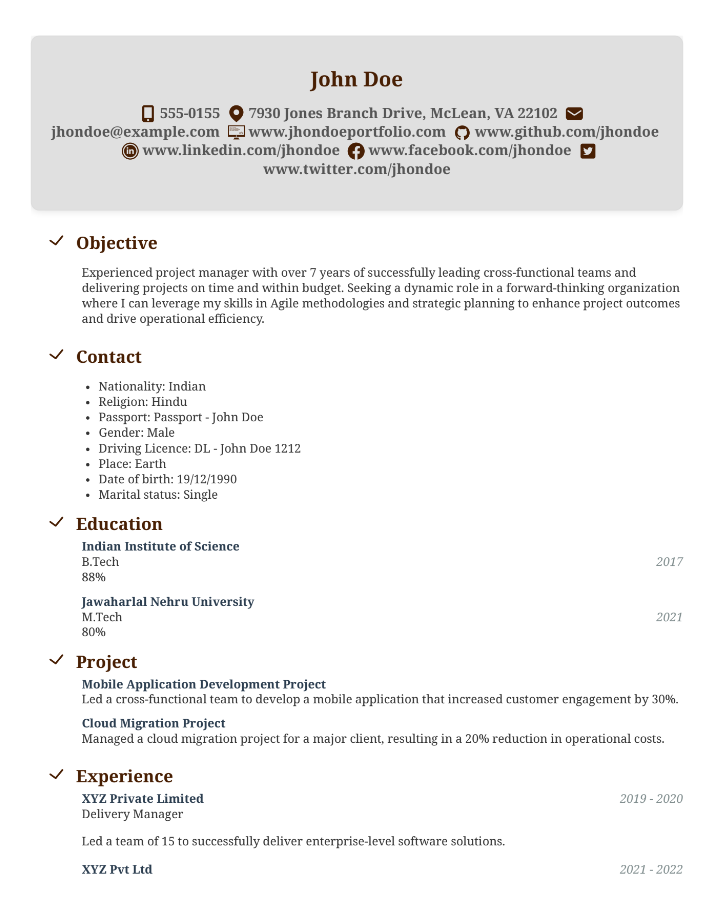 John Doe
555-0155 7930 Jones Branch Drive, McLean, VA 22102
jhondoe@example.com www.jhondoeportfolio.com www.github.com/jhondoe
www.linkedin.com/jhondoe www.facebook.com/jhondoe
www.twitter.com/jhondoe
Objective
Experienced project manager with over 7 years of successfully leading cross-functional teams and
delivering projects on time and within budget. Seeking a dynamic role in a forward-thinking organization
where I can leverage my skills in Agile methodologies and strategic planning to enhance project outcomes
and drive operational efficiency.
Contact
• Nationality: Indian
• Religion: Hindu
• Passport: Passport - John Doe
• Gender: Male
• Driving Licence: DL - John Doe 1212
• Place: Earth
• Date of birth: 19/12/1990
• Marital status: Single
Education
Indian Institute of Science
B.Tech 2017
88%
Jawaharlal Nehru University
M.Tech 2021
80%
Project
Mobile Application Development Project
Led a cross-functional team to develop a mobile application that increased customer engagement by 30%.
Cloud Migration Project
Managed a cloud migration project for a major client, resulting in a 20% reduction in operational costs.
Experience
XYZ Private Limited 2019 - 2020
Delivery Manager
Led a team of 15 to successfully deliver enterprise-level software solutions.
XYZ Pvt Ltd 2021 - 2022